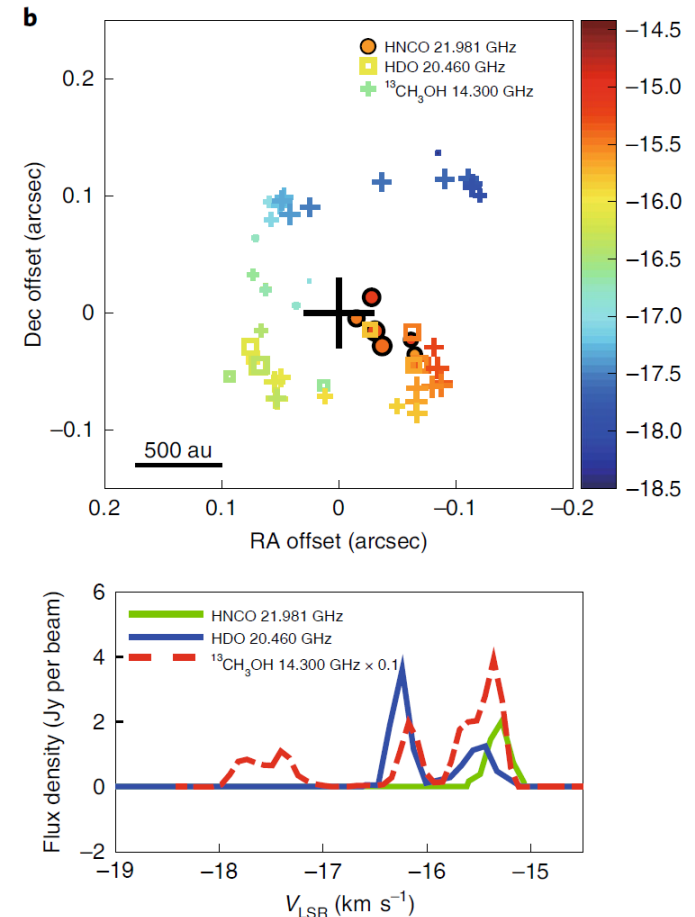 b
HNCO 21.981 GHz
HDO 20.460 GHz
¹³CH₃OH 14.300 GHz
0.2
0.1
0
−0.1
Dec offset (arcsec)
500 au
0.2 0.1 0 −0.1 −0.2
RA offset (arcsec)
−14.5
−15.0
−15.5
−16.0
−16.5
−17.0
−17.5
−18.0
−18.5
HNCO 21.981 GHz
HDO 20.460 GHz
¹³CH₃OH 14.300 GHz × 0.1
6
4
2
0
−2
Flux density (Jy per beam)
−19 −18 −17 −16 −15
V_LSR (km s⁻¹)